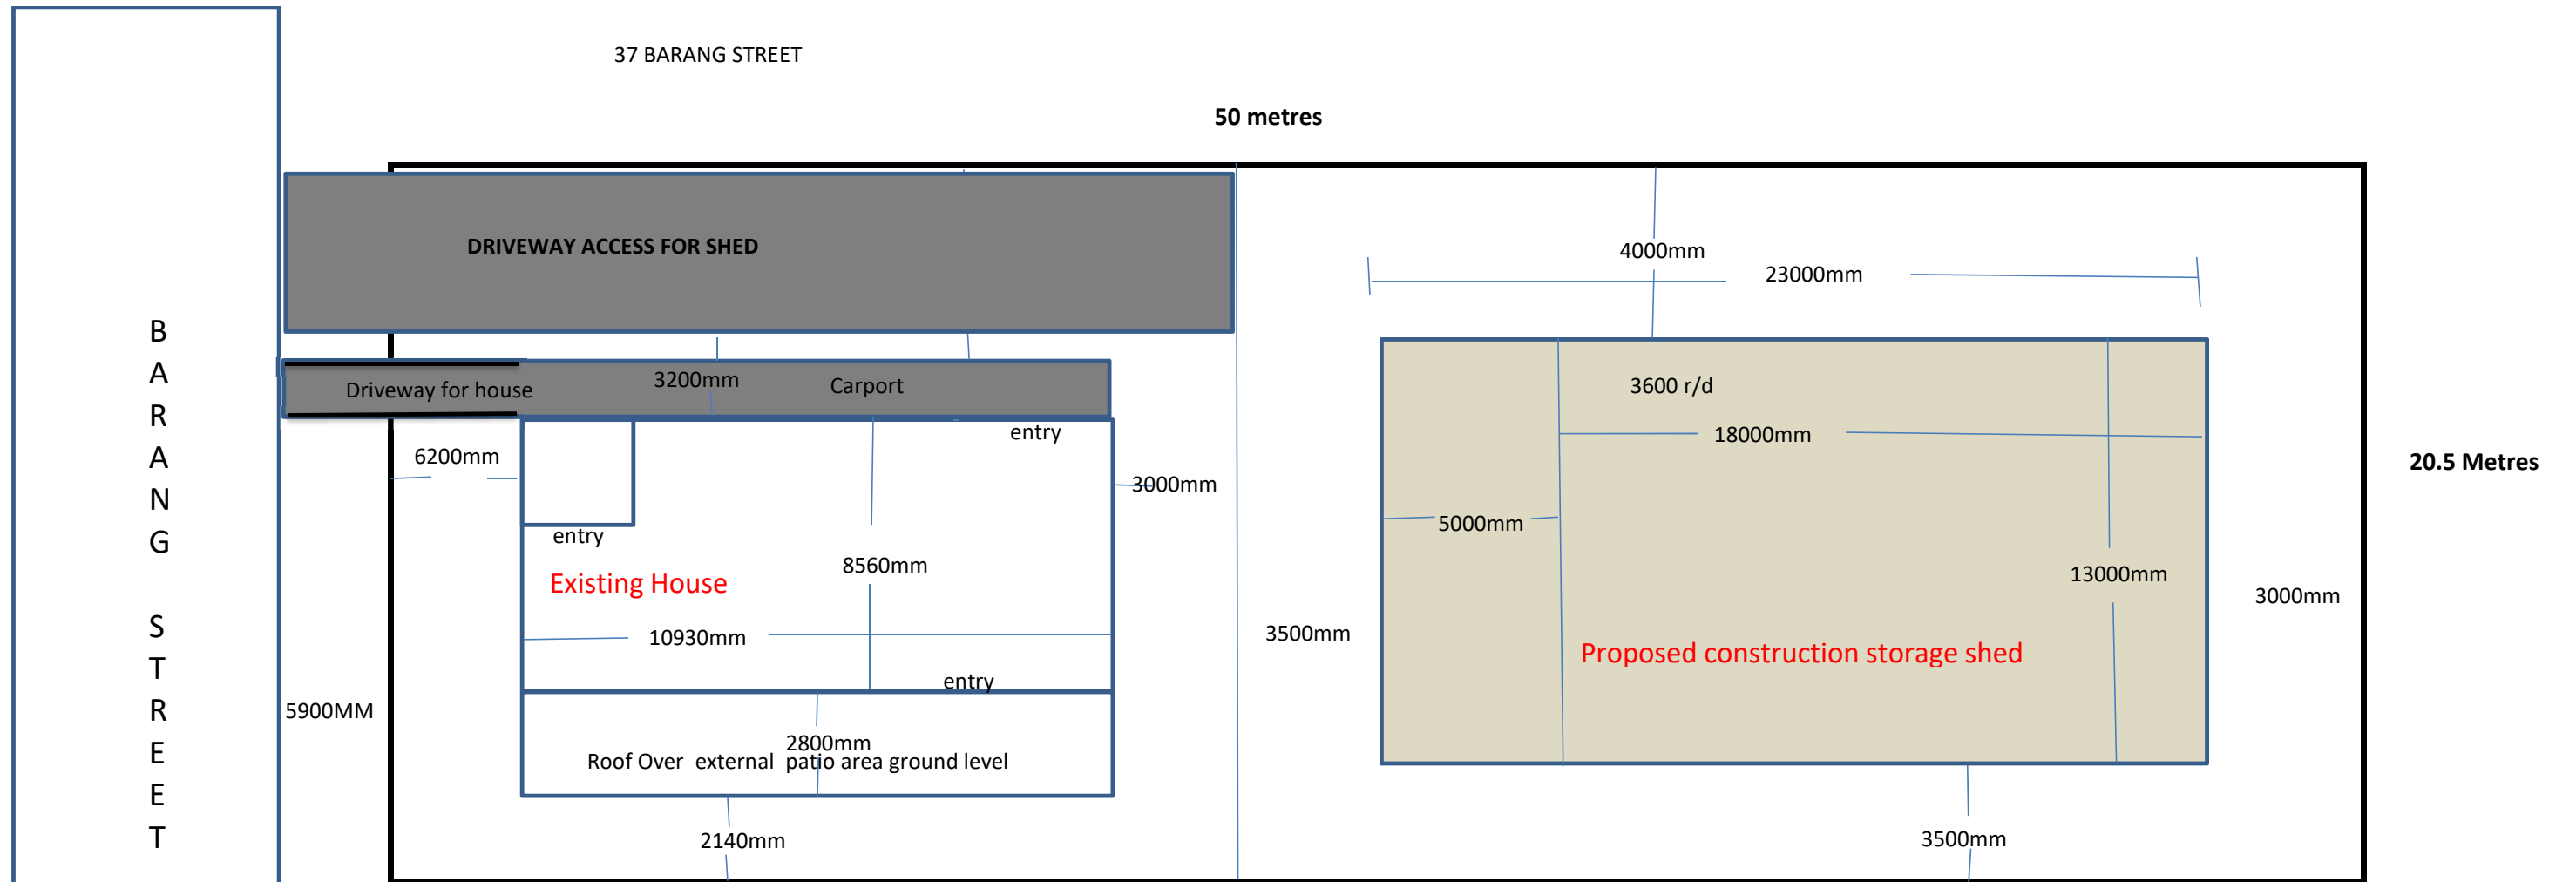 37 BARANG STREET
50 metres
DRIVEWAY ACCESS FOR SHED
4000mm
23000mm
BARANG STREET
Driveway for house
3200mm
Carport
3600 r/d
entry
18000mm
6200mm
20.5 Metres
3000mm
5000mm
entry
8560mm
Existing House
13000mm
3000mm
10930mm
3500mm
Proposed construction storage shed
entry
5900MM
2800mm
Roof Over external patio area ground level
2140mm
3500mm